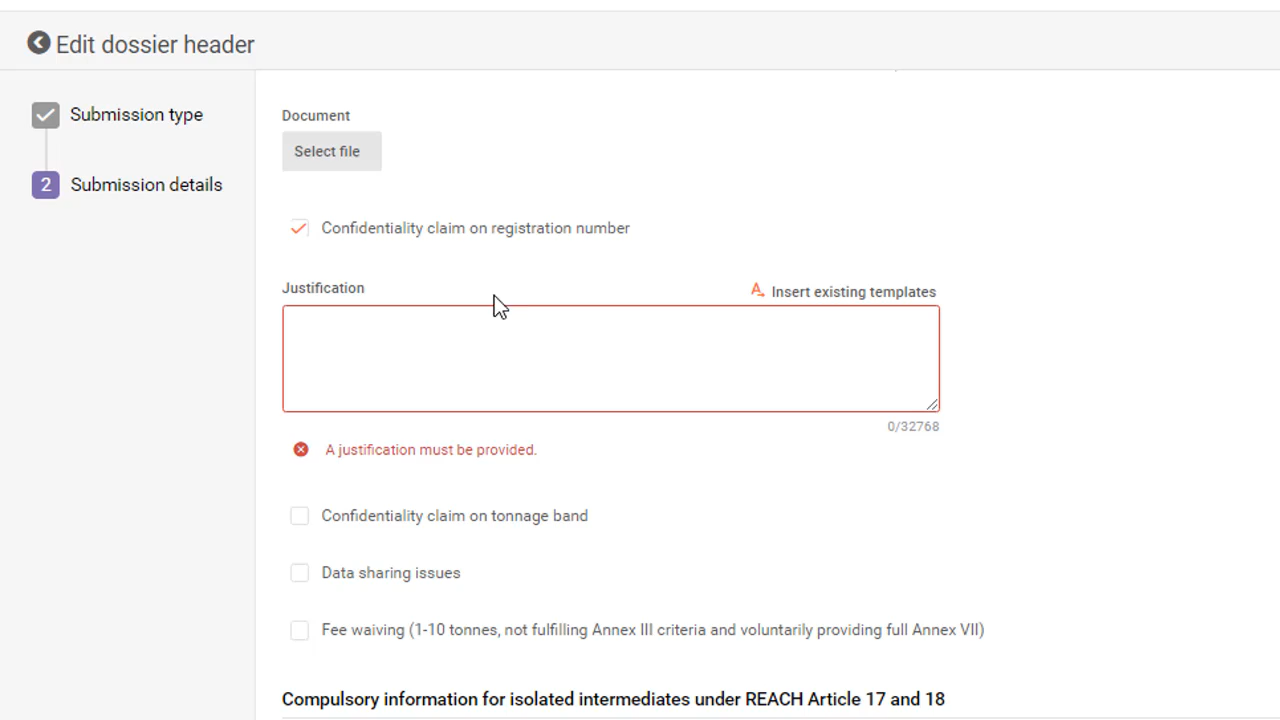 Edit dossier header
Submission type
2 Submission details
Document
Select file
Confidentiality claim on registration number
Justification
Insert existing templates
0/32768
A justification must be provided.
Confidentiality claim on tonnage band
Data sharing issues
Fee waiving (1-10 tonnes, not fulfilling Annex III criteria and voluntarily providing full Annex VII)
Compulsory information for isolated intermediates under REACH Article 17 and 18